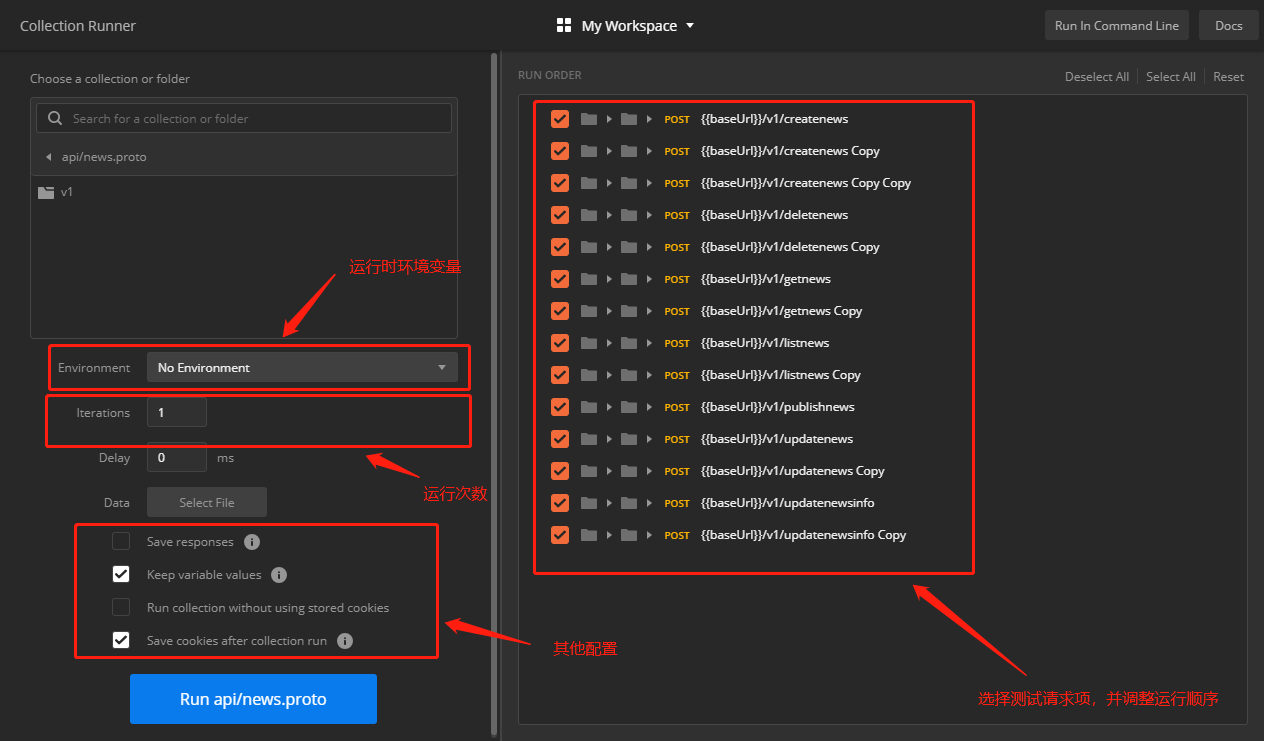 Collection Runner
My Workspace
Run In Command Line
Docs
Choose a collection or folder
Search for a collection or folder
api/news.proto
v1
运行时环境变量
Environment
No Environment
Iterations
1
Delay
0
ms
运行次数
Data
Select File
Save responses
Keep variable values
Run collection without using stored cookies
Save cookies after collection run
其他配置
Run api/news.proto
RUN ORDER
Deselect All
Select All
Reset
POST {{baseUrl}}/v1/createnews
POST {{baseUrl}}/v1/createnews Copy
POST {{baseUrl}}/v1/createnews Copy Copy
POST {{baseUrl}}/v1/deletenews
POST {{baseUrl}}/v1/deletenews Copy
POST {{baseUrl}}/v1/getnews
POST {{baseUrl}}/v1/getnews Copy
POST {{baseUrl}}/v1/listnews
POST {{baseUrl}}/v1/listnews Copy
POST {{baseUrl}}/v1/publishnews
POST {{baseUrl}}/v1/updatenews
POST {{baseUrl}}/v1/updatenews Copy
POST {{baseUrl}}/v1/updatenewsinfo
POST {{baseUrl}}/v1/updatenewsinfo Copy
选择测试请求项，并调整运行顺序